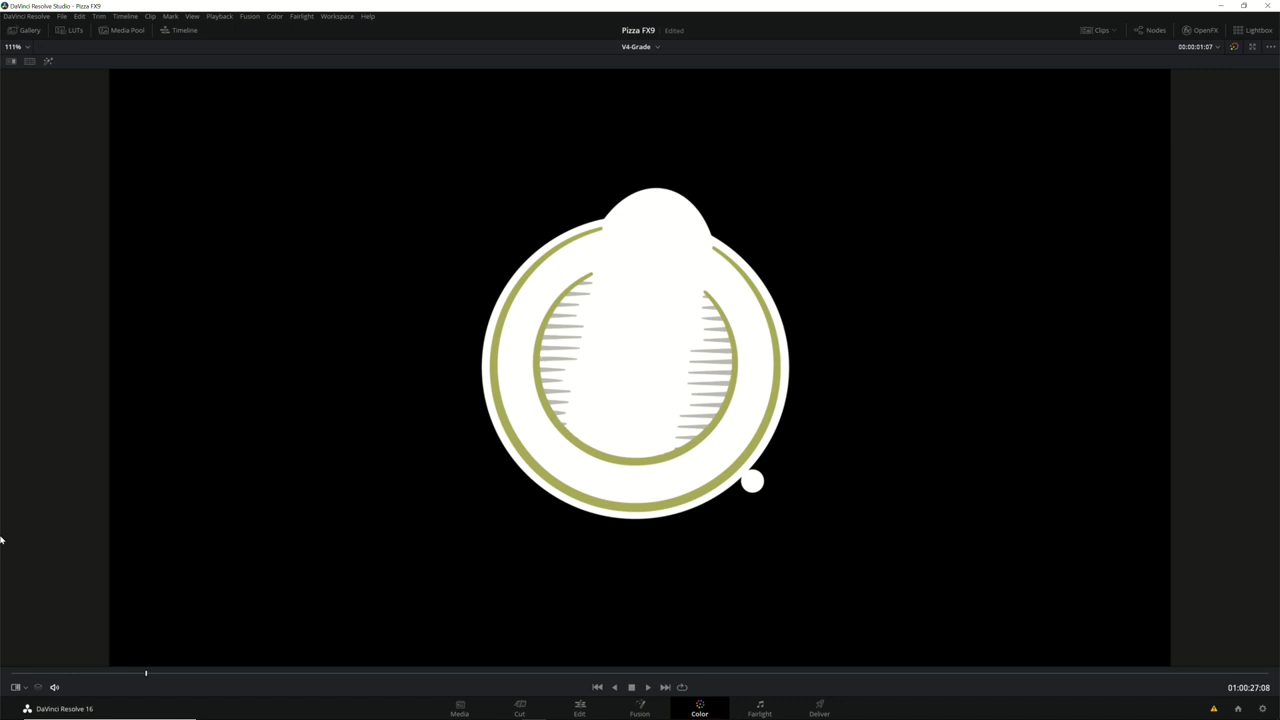 DaVinci Resolve Studio - Pizza FX9
DaVinci Resolve File Edit Trim Timeline Clip Mark View Playback Fusion Color Fairlight Workspace Help
Gallery LUTs Media Pool Timeline Pizza FX9 Edited Clips Nodes OpenFX Lightbox
111% V4-Grade 00:00:01:07
01:00:27:08
DaVinci Resolve 16 Media Cut Edit Fusion Color Fairlight Deliver